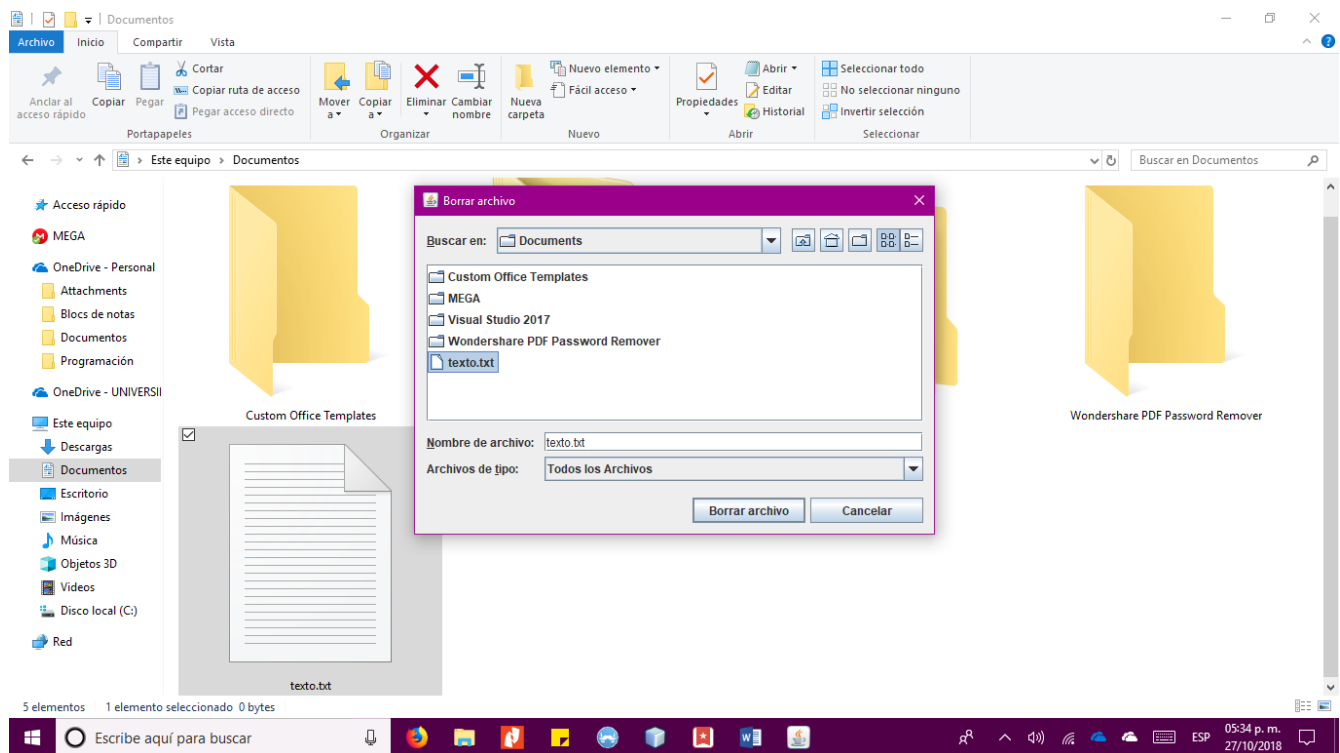 Documentos
Archivo Inicio Compartir Vista
Anclar al acceso rápido
Copiar
Pegar
Cortar
Copiar ruta de acceso
Pegar acceso directo
Portapapeles
Mover a
Copiar a
Eliminar
Cambiar nombre
Organizar
Nueva carpeta
Nuevo elemento
Fácil acceso
Nuevo
Propiedades
Abrir
Editar
Historial
Abrir
Seleccionar todo
No seleccionar ninguno
Invertir selección
Seleccionar
Este equipo > Documentos
Buscar en Documentos
Acceso rápido
MEGA
OneDrive - Personal
Attachments
Blocs de notas
Documentos
Programación
OneDrive - UNIVERSII
Este equipo
Descargas
Documentos
Escritorio
Imágenes
Música
Objetos 3D
Videos
Disco local (C:)
Red
Custom Office Templates
Wondershare PDF Password Remover
texto.txt
Borrar archivo
Buscar en: Documents
Custom Office Templates
MEGA
Visual Studio 2017
Wondershare PDF Password Remover
texto.txt
Nombre de archivo: texto.txt
Archivos de tipo: Todos los Archivos
Borrar archivo Cancelar
5 elementos 1 elemento seleccionado 0 bytes
Escribe aquí para buscar
ESP
05:34 p. m.
27/10/2018